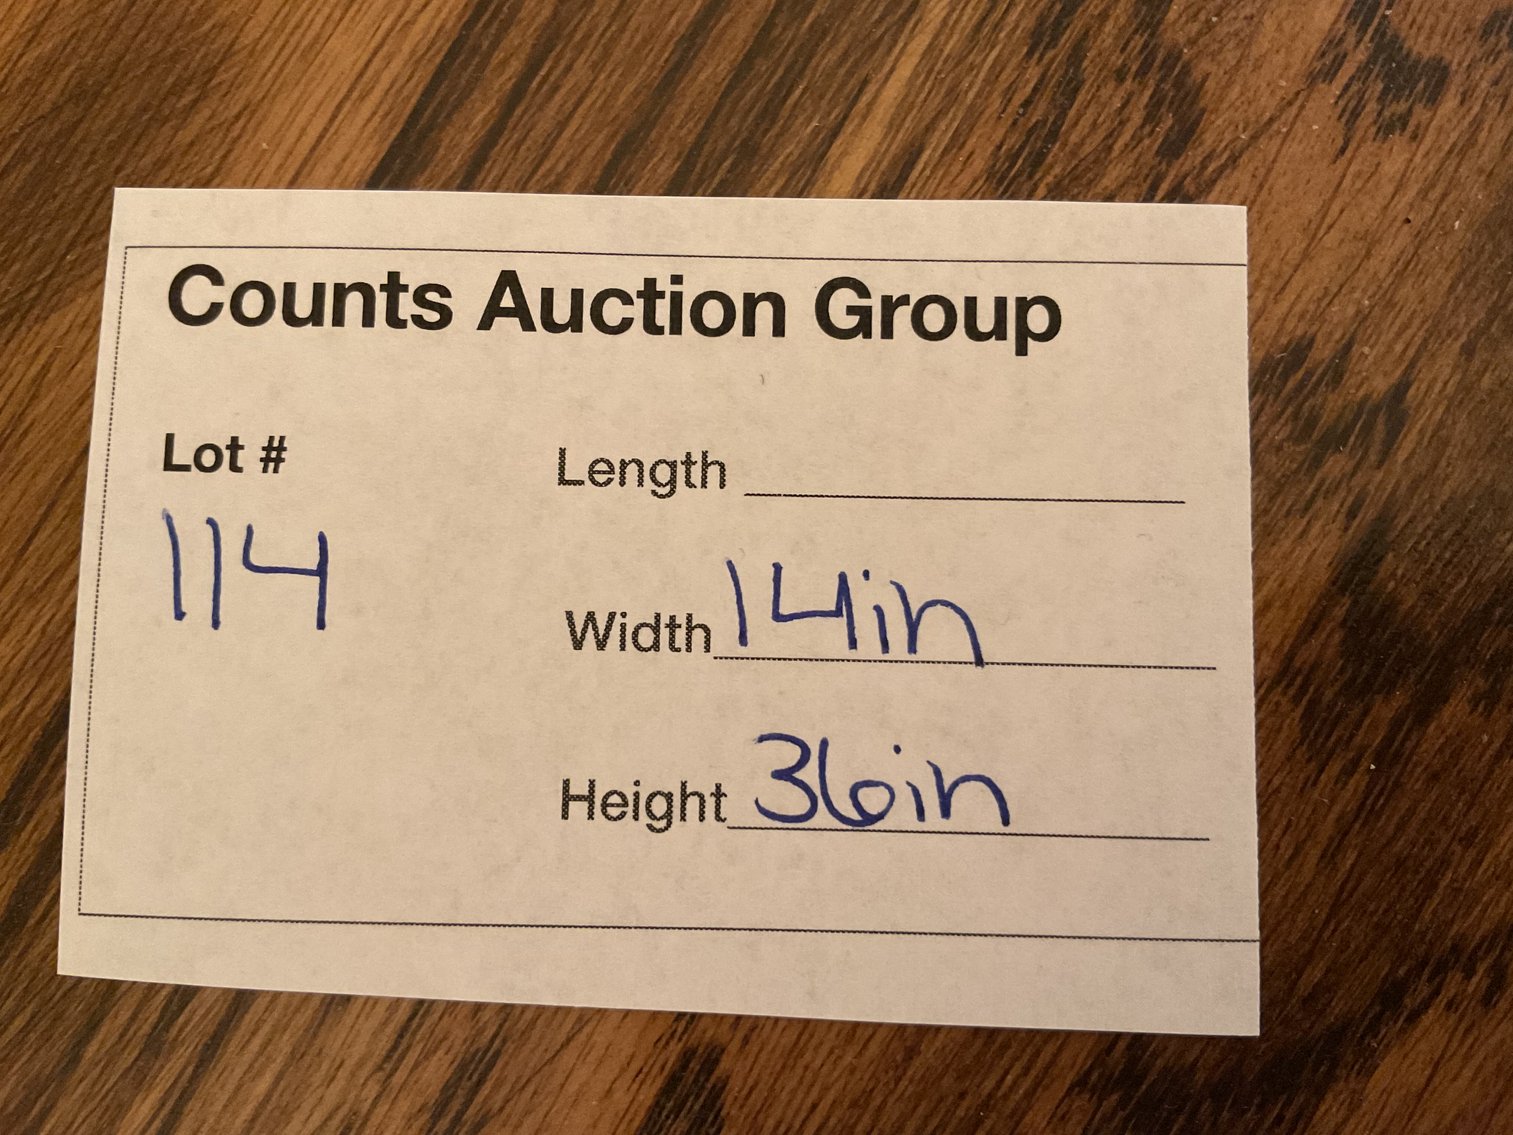 Counts Auction Group
Lot #
114
Length
Width 14in
Height 36in